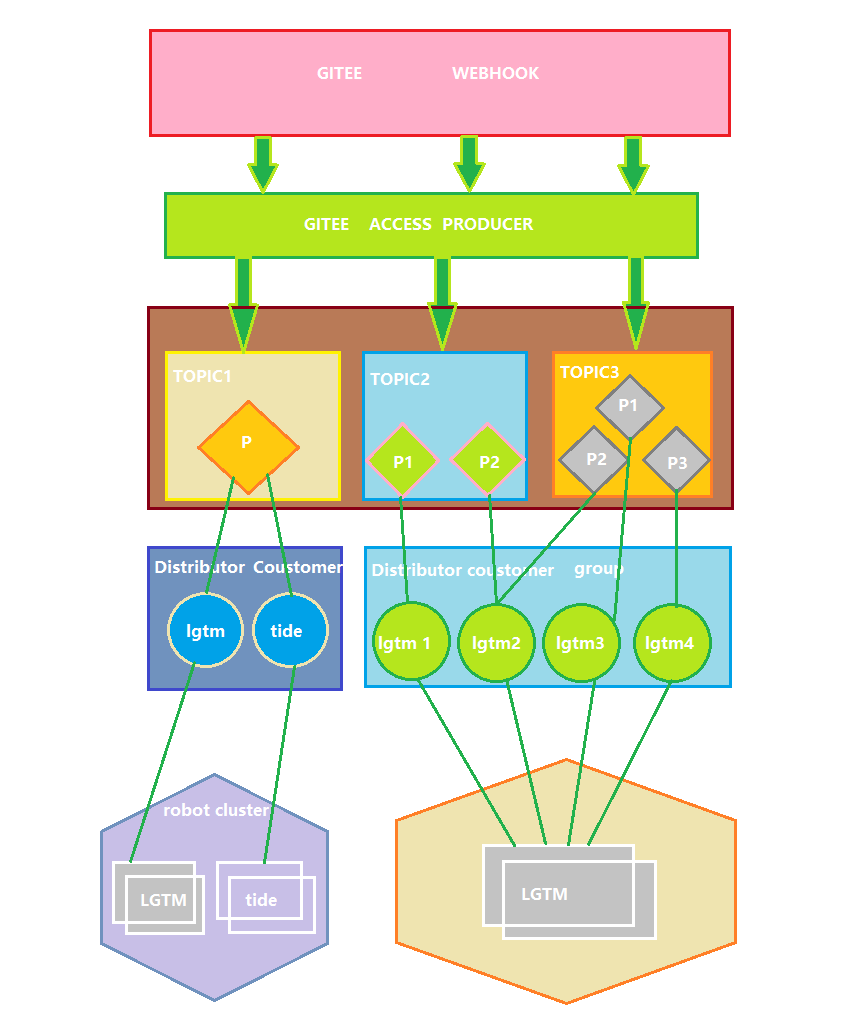 GITEE WEBHOOK
GITEE ACCESS PRODUCER
TOPIC1
P
TOPIC2
P1
P2
TOPIC3
P1
P2
P3
Distributor Coustomer
lgtm
tide
Distributor coustomer group
lgtm 1
lgtm2
lgtm3
lgtm4
robot cluster
LGTM
tide
LGTM